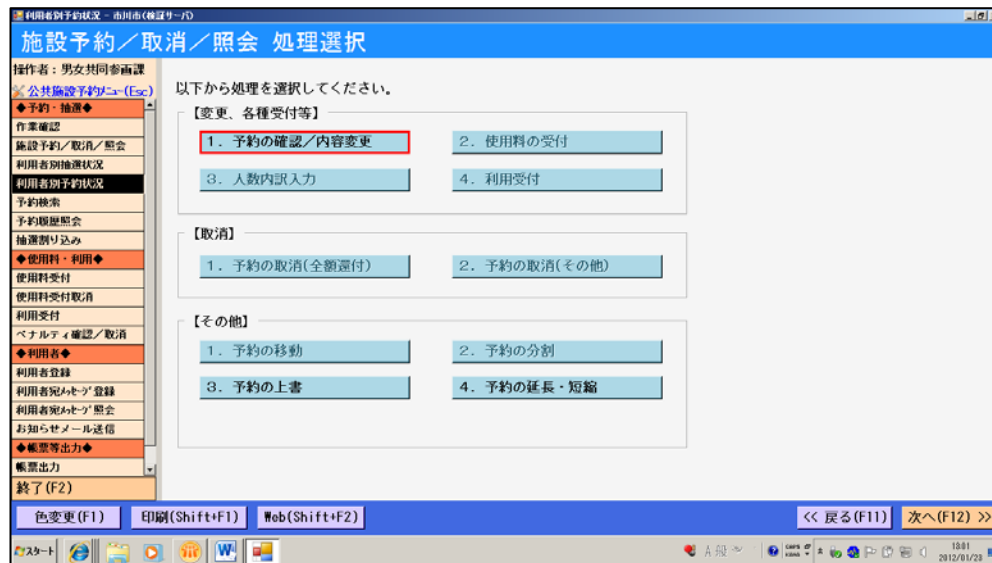 利用者別予約状況 - 市川市(検証サーバ)
施設予約／取消／照会 処理選択
操作者：男女共同参画課
公共施設予約メニュー(Esc)
以下から処理を選択してください。
◆予約・抽選◆
作業確認
施設予約／取消／照会
利用者別抽選状況
利用者別予約状況
予約検索
予約履歴照会
抽選割り込み
◆使用料・利用◆
使用料受付
使用料受付取消
利用受付
ペナルティ確認／取消
◆利用者◆
利用者登録
利用者宛メッセージ登録
利用者宛メッセージ照会
お知らせメール送信
◆帳票等出力◆
帳票出力
終了(F2)
【変更、各種受付等】
1. 予約の確認／内容変更
2. 使用料の受付
3. 人数内訳入力
4. 利用受付
【取消】
1. 予約の取消(全額還付)
2. 予約の取消(その他)
【その他】
1. 予約の移動
2. 予約の分割
3. 予約の上書
4. 予約の延長・短縮
色変更(F1)
印刷(Shift+F1)
Web(Shift+F2)
<< 戻る(F11)
次へ(F12) >>
スタート
A 般
CAPS
KANA
13:01
2012/01/23